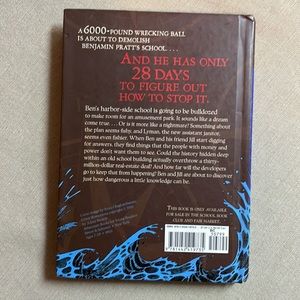 A 6000-POUND WRECKING BALL
IS ABOUT TO DEMOLISH
BENJAMIN PRATT'S SCHOOL. . . .
AND HE HAS ONLY
28 DAYS
TO FIGURE OUT
HOW TO STOP IT.
Ben's harbor-side school is going to be bulldozed
to make room for an amusement park. It sounds like a dream
come true. . . . Or is it more like a nightmare? Something about
the plan seems fishy, and Lyman, the new assistant janitor,
seems even fishier. When Ben and his friend Jill start digging
for answers, they find things that the people with money and
power don't want them to see. Could the history hidden deep
within an old school building actually overthrow a thirty-
million-dollar real-estate deal? And how far will the developers
go to keep that from happening? Ben and Jill are about to discover
just how dangerous a little knowledge can be.
THIS BOOK IS ONLY AVAILABLE
FOR SALE IN THE SCHOOL BOOK
CLUB AND FAIR MARKET.